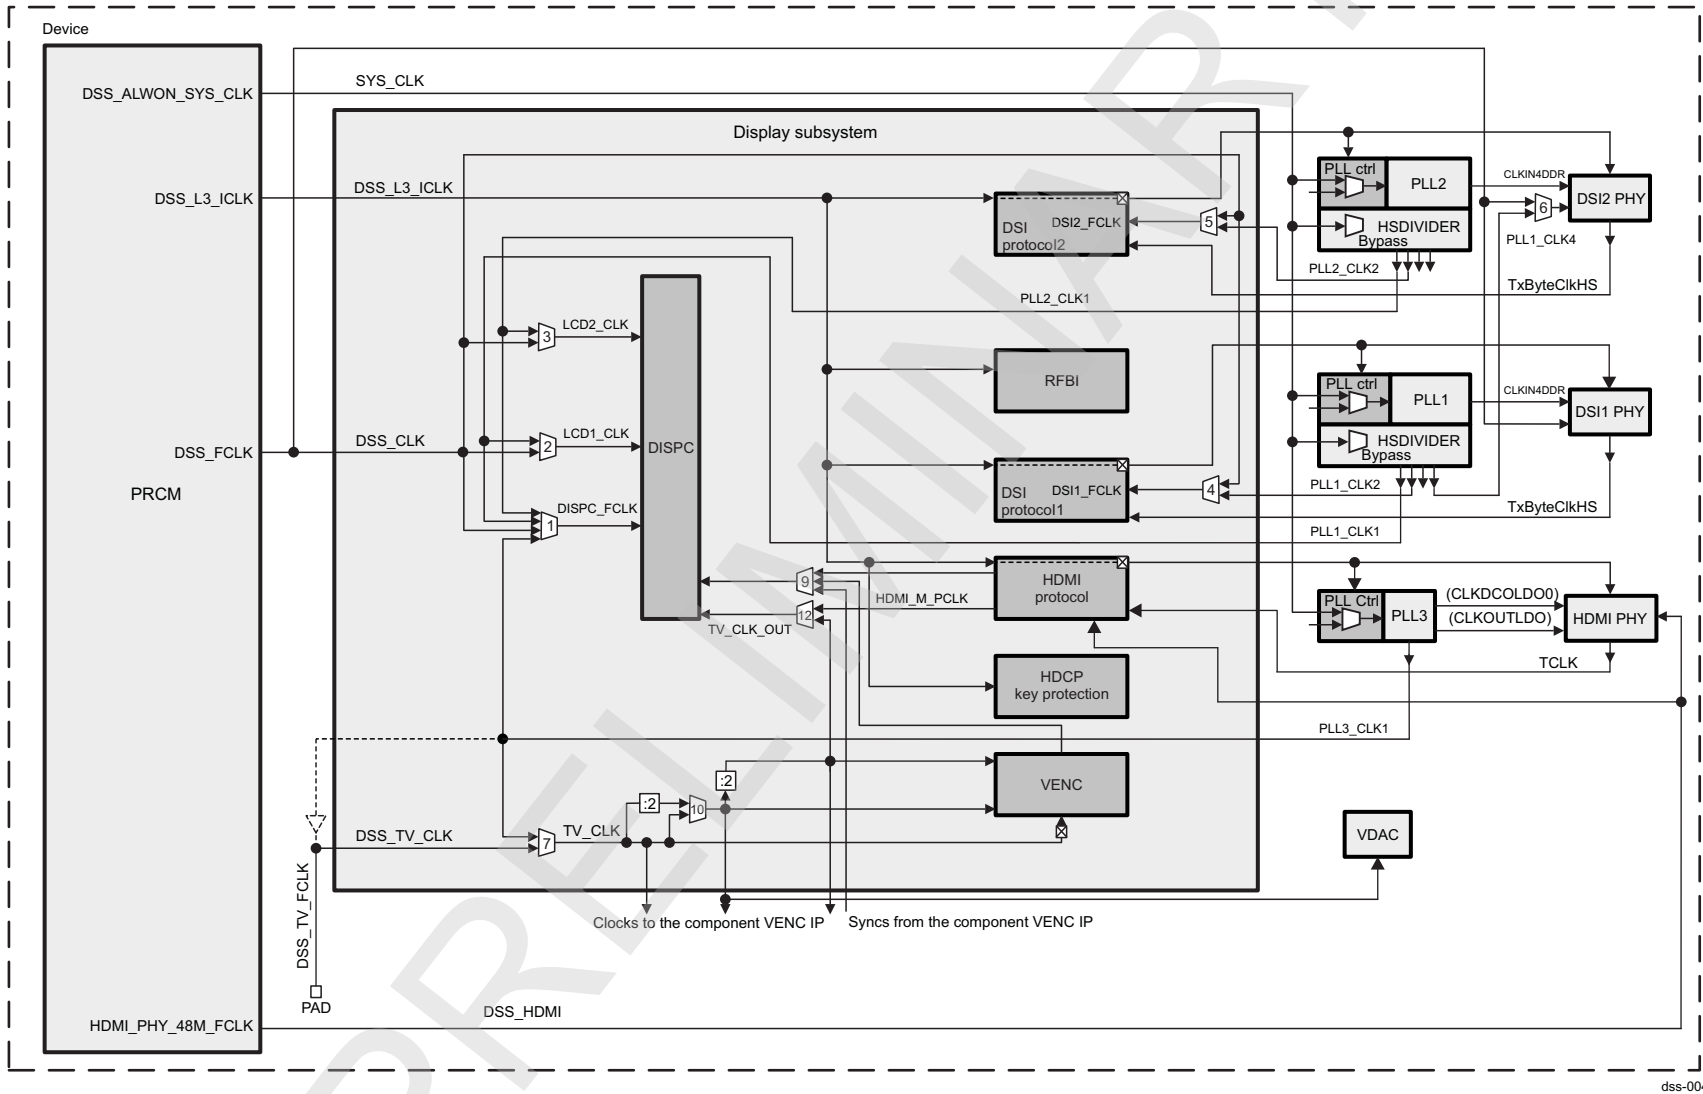 Device
SYS_CLK
DSS_ALWON_SYS_CLK
Display subsystem
PLL ctrl
PLL2
CLKIN4DDR
DSI2 PHY
DSS_L3_ICLK
DSS_L3_ICLK
DSI
protocol2
DSI2_FCLK
5
6
HSDIVIDER
Bypass
PLL1_CLK4
PLL2_CLK2
TxByteClkHS
PLL2_CLK1
LCD2_CLK
3
RFBI
PLL ctrl
PLL1
CLKIN4DDR
DSI1 PHY
HSDIVIDER
Bypass
DSS_FCLK
DSS_CLK
LCD1_CLK
2
DISPC
PRCM
DSI
protocol1
DSI1_FCLK
4
PLL1_CLK2
TxByteClkHS
DISPC_FCLK
1
PLL1_CLK1
9
HDMI
protocol
HDMI_M_PCLK
12
TV_CLK_OUT
PLL Ctrl
PLL3
(CLKDCOLDO0)
(CLKOUTLDO)
HDMI PHY
TCLK
HDCP
key protection
PLL3_CLK1
:2
VENC
:2
10
DSS_TV_CLK
7
TV_CLK
VDAC
DSS_TV_FCLK
Clocks to the component VENC IP
Syncs from the component VENC IP
PAD
DSS_HDMI
HDMI_PHY_48M_FCLK
dss-004
PRELIMINARY